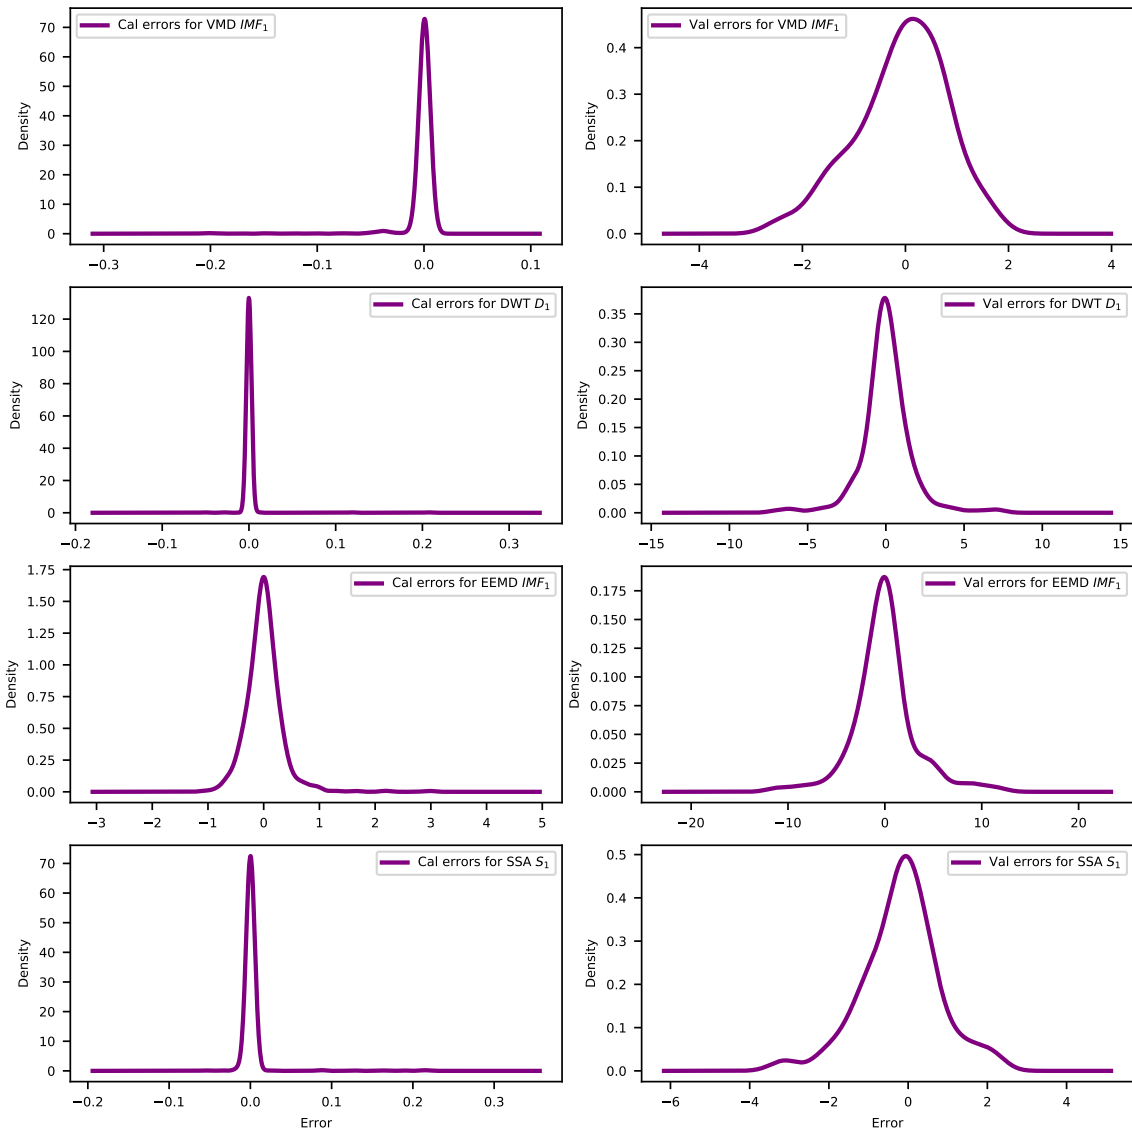 Cal errors for VMD IMF1
Density
70
60
50
40
30
20
10
0
−0.3 −0.2 −0.1 0.0 0.1
Val errors for VMD IMF1
Density
0.4
0.3
0.2
0.1
0.0
−4 −2 0 2 4
Cal errors for DWT D1
Density
120
100
80
60
40
20
0
−0.2 −0.1 0.0 0.1 0.2 0.3
Val errors for DWT D1
Density
0.35
0.30
0.25
0.20
0.15
0.10
0.05
0.00
−15 −10 −5 0 5 10 15
Cal errors for EEMD IMF1
Density
1.75
1.50
1.25
1.00
0.75
0.50
0.25
0.00
−3 −2 −1 0 1 2 3 4 5
Val errors for EEMD IMF1
Density
0.175
0.150
0.125
0.100
0.075
0.050
0.025
0.000
−20 −10 0 10 20
Cal errors for SSA S1
Density
70
60
50
40
30
20
10
0
−0.2 −0.1 0.0 0.1 0.2 0.3
Error
Val errors for SSA S1
Density
0.5
0.4
0.3
0.2
0.1
0.0
−6 −4 −2 0 2 4
Error